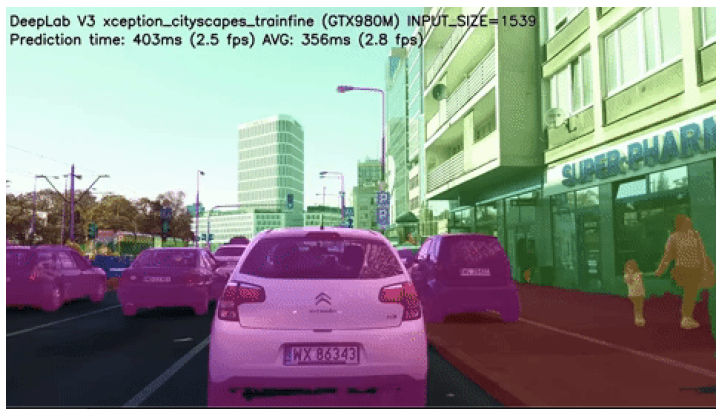 DeepLab V3 xception_cityscapes_trainfine (GTX980M) INPUT_SIZE=1539
Prediction time: 403ms (2.5 fps) AVG: 356ms (2.8 fps)
SUPER-PHARM
P
P
CITROËN
WX 86343